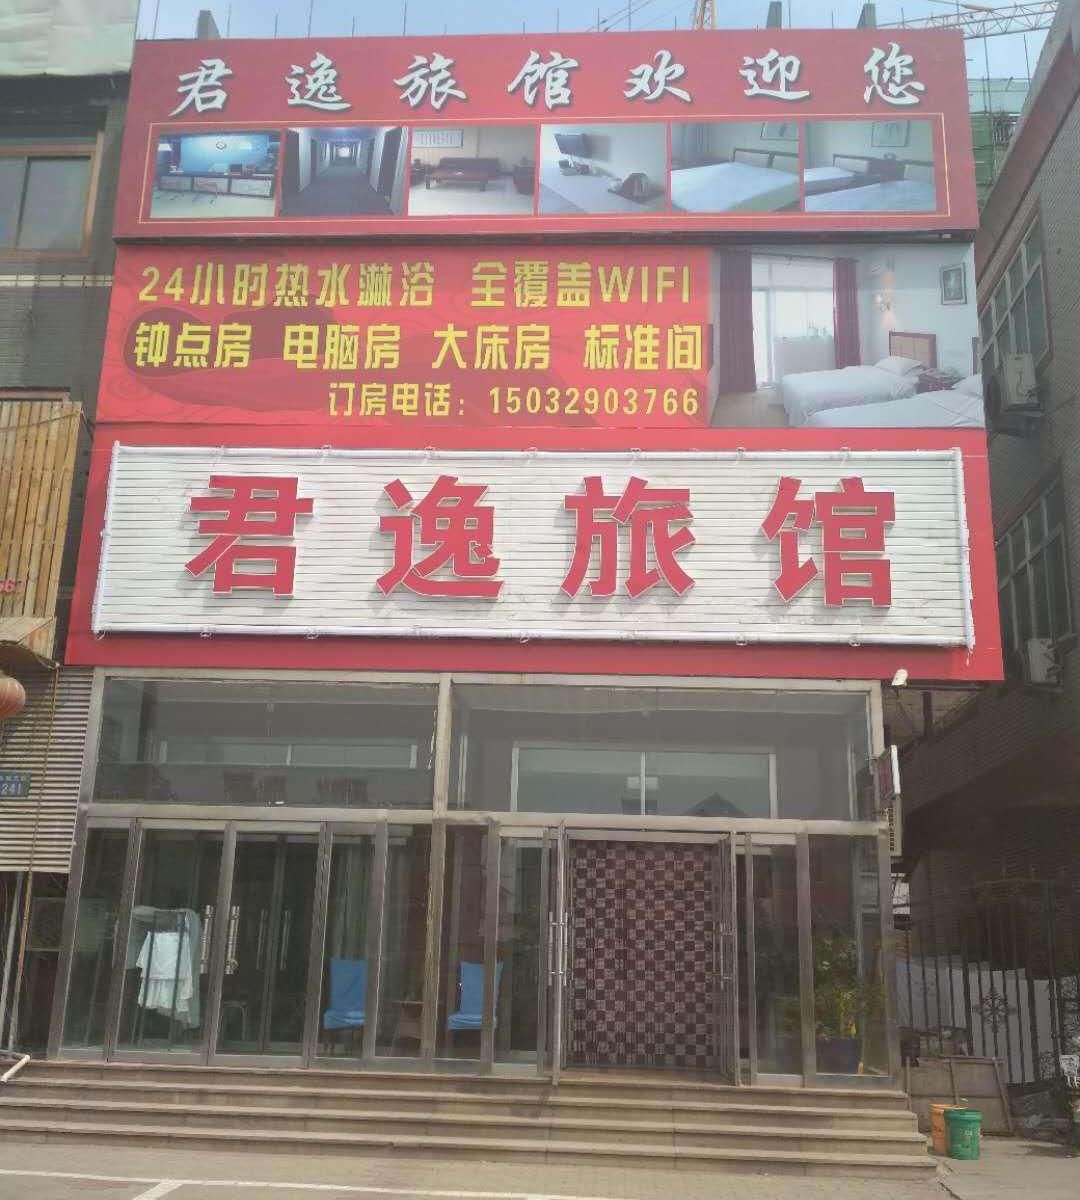 君逸旅馆欢迎您
24小时热水淋浴 全覆盖WIFI
钟点房 电脑房 大床房 标准间
订房电话：15032903766
君逸旅馆
241